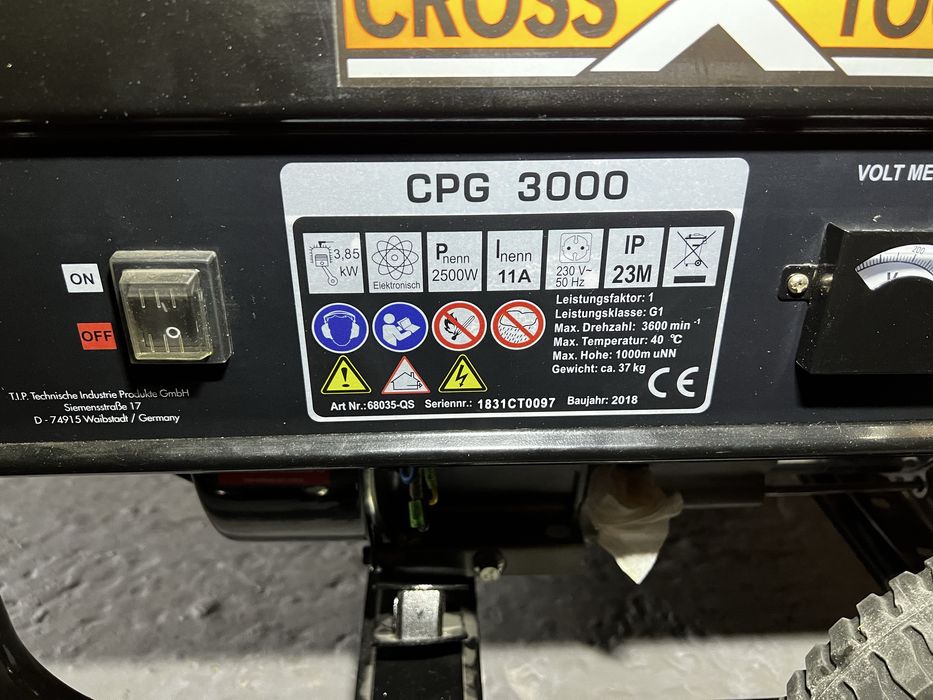 CROSS
CPG 3000
VOLT
ON
OFF
3,85
kW
Elektronisch
Pnenn
2500W
Inenn
11A
230 V~
50 Hz
IP
23M
Leistungsfaktor: 1
Leistungsklasse: G1
Max. Drehzahl: 3600 min -1
Max. Temperatur: 40 °C
Max. Hohe: 1000m uNN
Gewicht: ca. 37 kg
CE
Art Nr.:68035-QS Seriennr.: 1831CT0097 Baujahr: 2018
T.I.P. Technische Industrie Produkte GmbH
Siemensstraße 17
D - 74915 Waibstadt / Germany
200
V